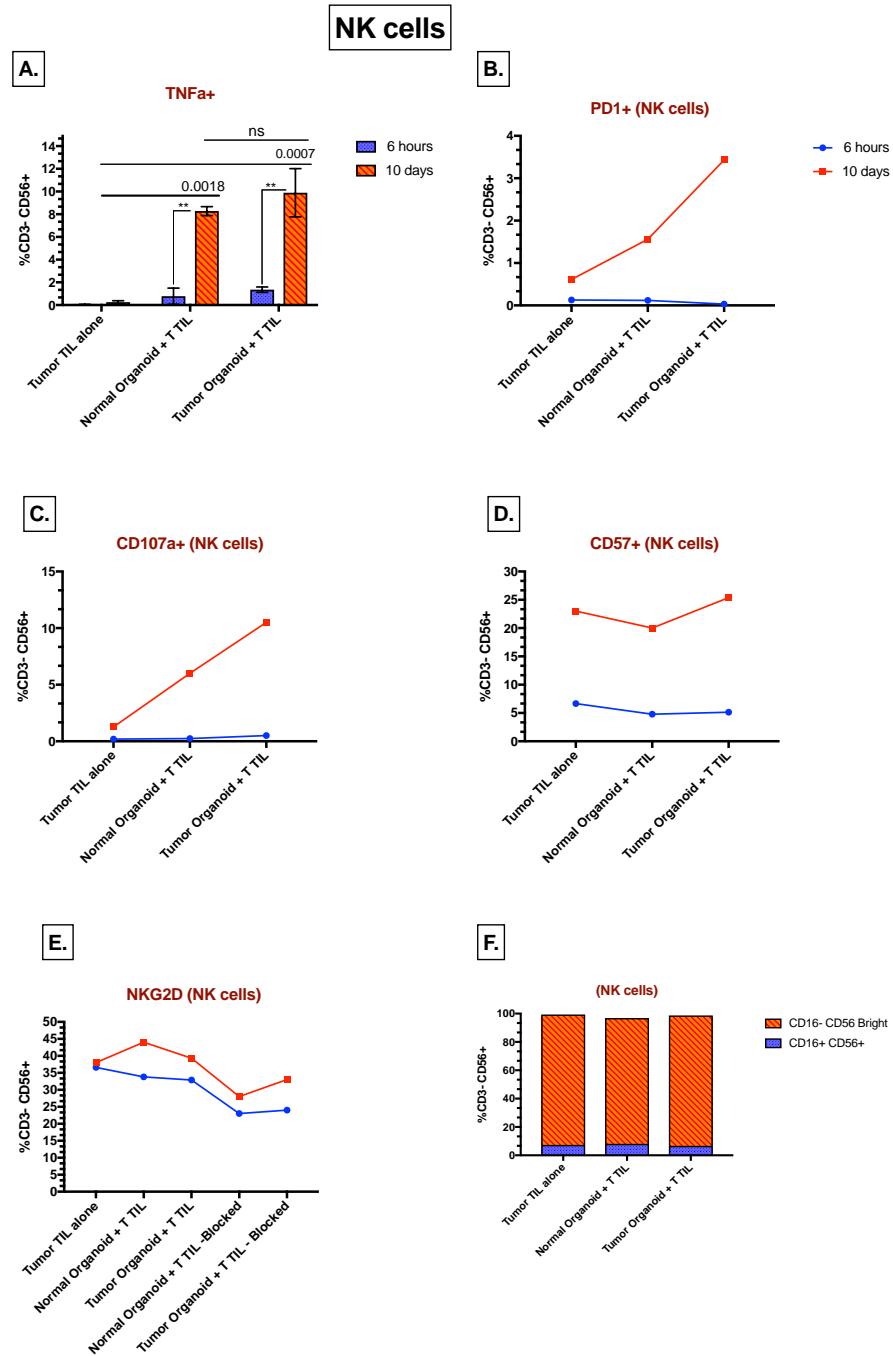 NK cells
A.
TNFa+
ns
0.0007
0.0018
**
**
14
12
10
8
6
4
2
0
%CD3- CD56+
Tumor TIL alone
Normal Organoid + T TIL
Tumor Organoid + T TIL
6 hours
10 days
B.
PD1+ (NK cells)
4
3
2
1
0
%CD3- CD56+
Tumor TIL alone
Normal Organoid + T TIL
Tumor Organoid + T TIL
6 hours
10 days
C.
CD107a+ (NK cells)
15
10
5
0
%CD3- CD56+
Tumor TIL alone
Normal Organoid + T TIL
Tumor Organoid + T TIL
D.
CD57+ (NK cells)
30
25
20
15
10
5
0
%CD3- CD56+
Tumor TIL alone
Normal Organoid + T TIL
Tumor Organoid + T TIL
E.
NKG2D (NK cells)
50
45
40
35
30
25
20
15
10
5
0
%CD3- CD56+
Tumor TIL alone
Normal Organoid + T TIL
Tumor Organoid + T TIL
Normal Organoid + T TIL -Blocked
Tumor Organoid + T TIL - Blocked
F.
(NK cells)
100
80
60
40
20
0
%CD3- CD56+
Tumor TIL alone
Normal Organoid + T TIL
Tumor Organoid + T TIL
CD16- CD56 Bright
CD16+ CD56+